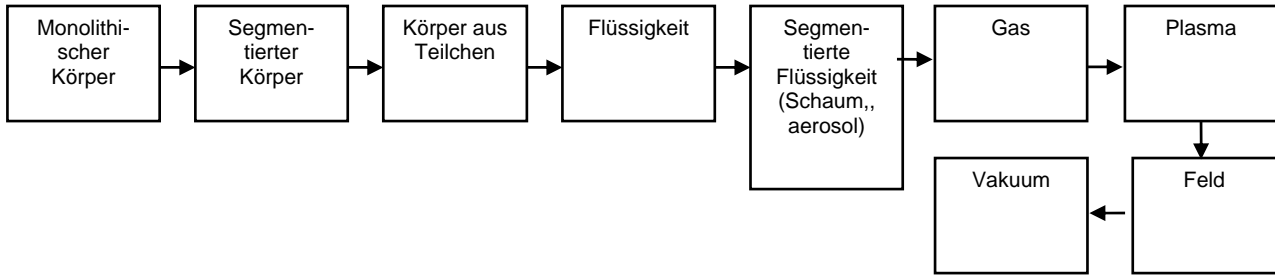 Monolithi-
scher
Körper
Segmen-
tierter
Körper
Körper aus
Teilchen
Flüssigkeit
Segmen-
tierte
Flüssigkeit
(Schaum,,
aerosol)
Gas
Plasma
Feld
Vakuum